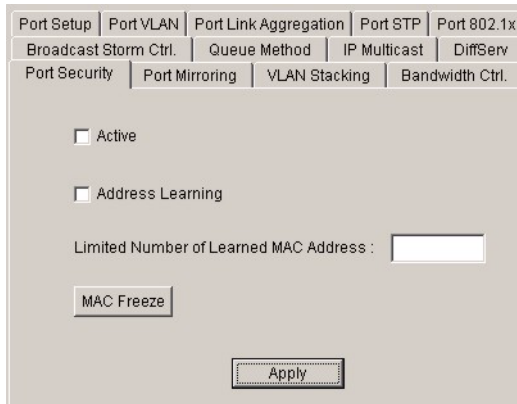 Port Setup Port VLAN Port Link Aggregation Port STP Port 802.1x
Broadcast Storm Ctrl. Queue Method IP Multicast DiffServ
Port Security Port Mirroring VLAN Stacking Bandwidth Ctrl.
Active
Address Learning
Limited Number of Learned MAC Address :
MAC Freeze
Apply